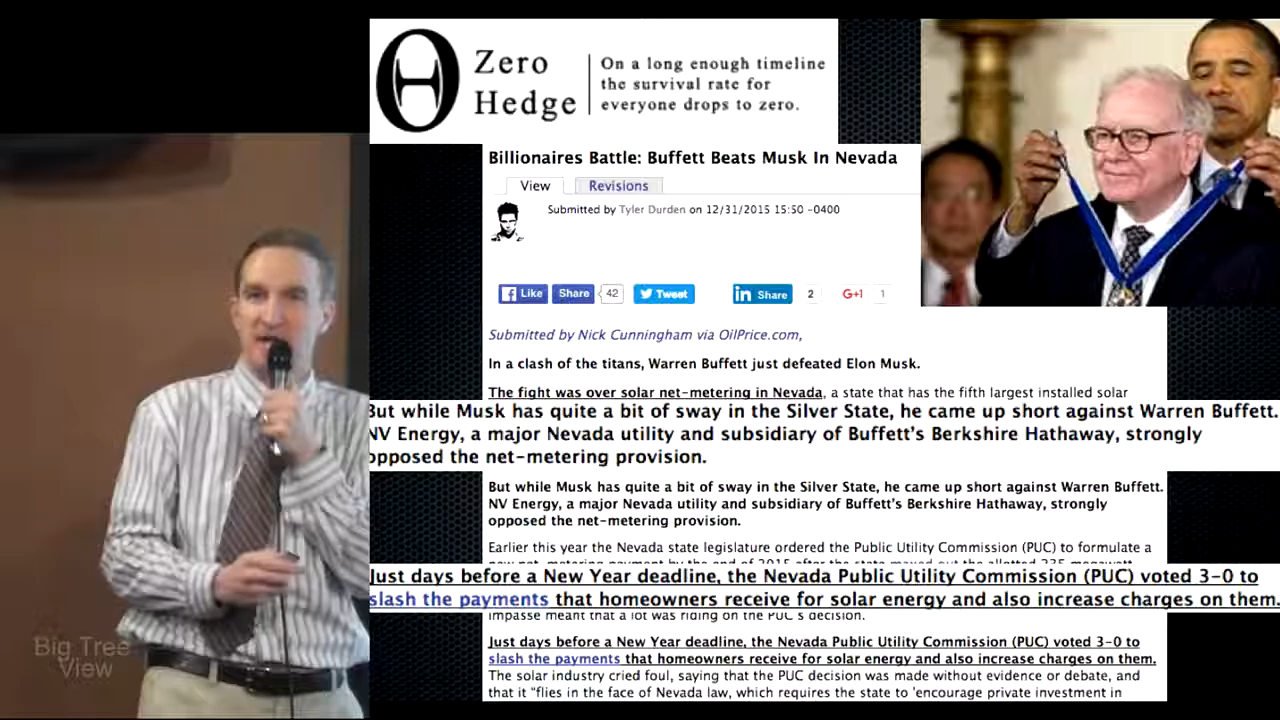 Zero
Hedge
On a long enough timeline
the survival rate for
everyone drops to zero.
Billionaires Battle: Buffett Beats Musk In Nevada
View Revisions
Submitted by Tyler Durden on 12/31/2015 15:50 -0400
Like Share 42 Tweet Share 2 G+1 1
Submitted by Nick Cunningham via OilPrice.com,
In a clash of the titans, Warren Buffett just defeated Elon Musk.
The fight was over solar net-metering in Nevada, a state that has the fifth largest installed solar
But while Musk has quite a bit of sway in the Silver State, he came up short against Warren Buffett.
NV Energy, a major Nevada utility and subsidiary of Buffett's Berkshire Hathaway, strongly
opposed the net-metering provision.
But while Musk has quite a bit of sway in the Silver State, he came up short against Warren Buffett.
NV Energy, a major Nevada utility and subsidiary of Buffett's Berkshire Hathaway, strongly
opposed the net-metering provision.
Earlier this year the Nevada state legislature ordered the Public Utility Commission (PUC) to formulate a
Just days before a New Year deadline, the Nevada Public Utility Commission (PUC) voted 3-0 to
slash the payments that homeowners receive for solar energy and also increase charges on them.
impasse meant that a lot was riding on the PUC's decision.
Just days before a New Year deadline, the Nevada Public Utility Commission (PUC) voted 3-0 to
slash the payments that homeowners receive for solar energy and also increase charges on them.
The solar industry cried foul, saying that the PUC decision was made without evidence or debate, and
that it "flies in the face of Nevada law, which requires the state to 'encourage private investment in
Big Tree
View